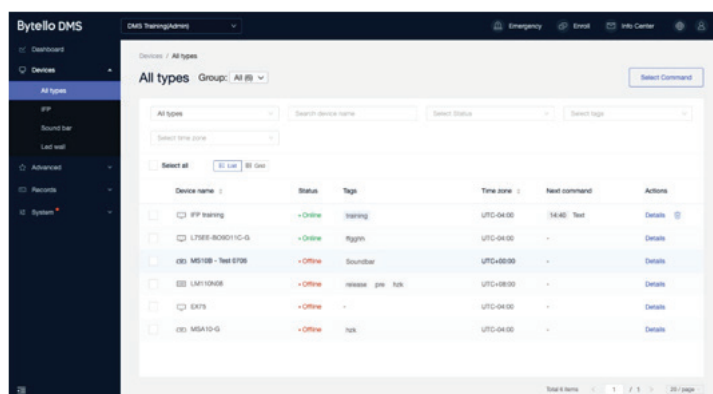 Bytello DMS
DMS Training(Admin)
Emergency
Enroll
Info Center
Dashboard
Devices
All types
IFP
Sound bar
Led wall
Advanced
Records
System
Devices / All types
All types Group: All (6)
Select Command
All types
Search device name
Select Status
Select tags
Select time zone
Select all
List
Grid
Device name Status Tags Time zone Next command Actions
IFP training Online training UTC-04:00 14:40 Test Details
Online UTC-04:00 - Details
MS10B - Test 0706 Offline Soundbar UTC+00:00 - Details
LM110N08 Offline release pre hzk UTC+08:00 - Details
EX75 Offline - UTC-04:00 - Details
MSA10-G Offline hzk UTC-04:00 - Details
Total 6 items
1 / 1
20 / page